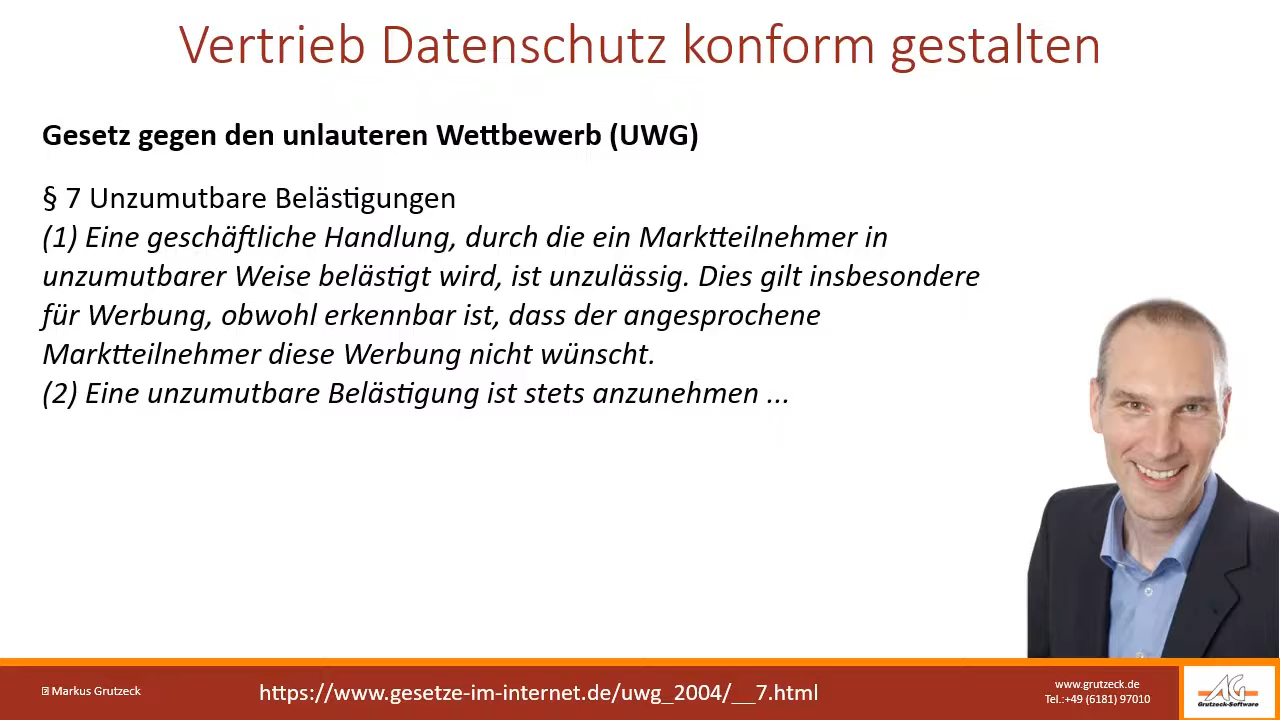 Vertrieb Datenschutz konform gestalten
Gesetz gegen den unlauteren Wettbewerb (UWG)
§ 7 Unzumutbare Belästigungen
(1) Eine geschäftliche Handlung, durch die ein Marktteilnehmer in
unzumutbarer Weise belästigt wird, ist unzulässig. Dies gilt insbesondere
für Werbung, obwohl erkennbar ist, dass der angesprochene
Marktteilnehmer diese Werbung nicht wünscht.
(2) Eine unzumutbare Belästigung ist stets anzunehmen ...
Markus Grutzeck
https://www.gesetze-im-internet.de/uwg_2004/__7.html
www.grutzeck.de
Tel.:+49 (6181) 97010
AG
Grutzeck-Software